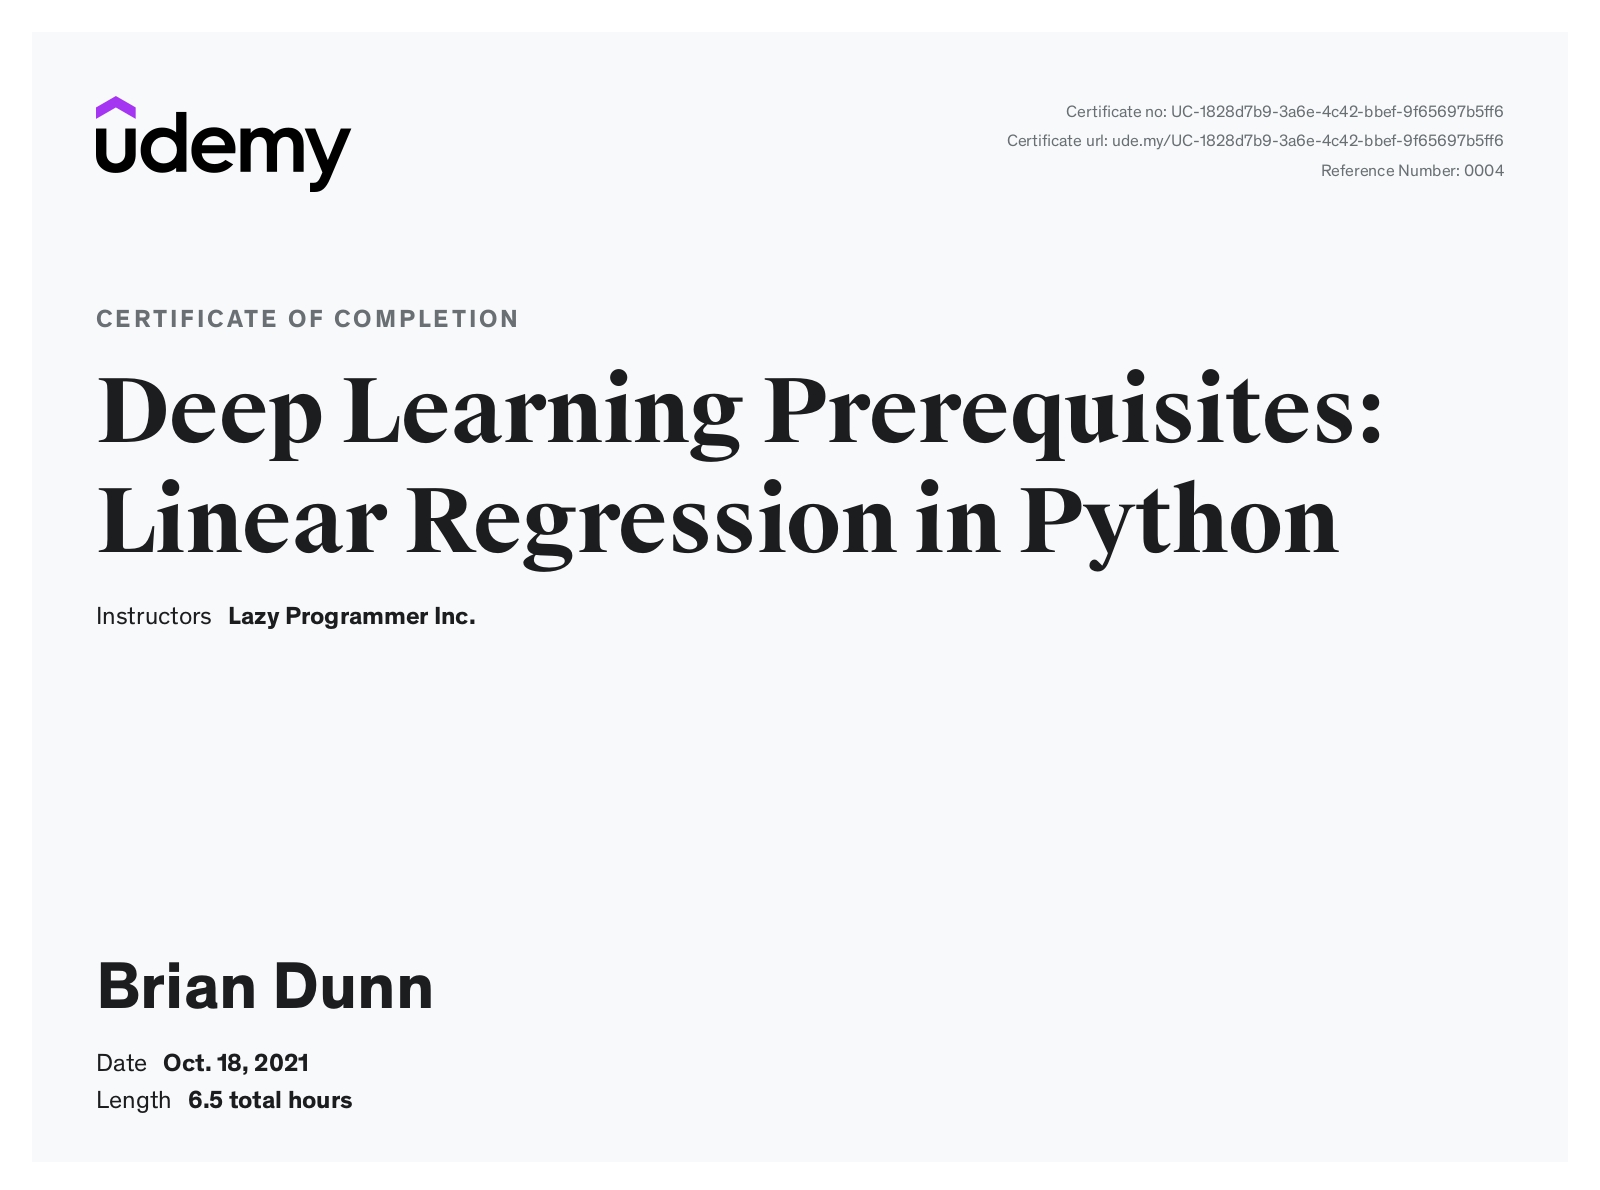 udemy
Certificate no: UC-1828d7b9-3a6e-4c42-bbef-9f65697b5ff6
Certificate url: ude.my/UC-1828d7b9-3a6e-4c42-bbef-9f65697b5ff6
Reference Number: 0004
CERTIFICATE OF COMPLETION
Deep Learning Prerequisites:
Linear Regression in Python
Instructors Lazy Programmer Inc.
Brian Dunn
Date Oct. 18, 2021
Length 6.5 total hours